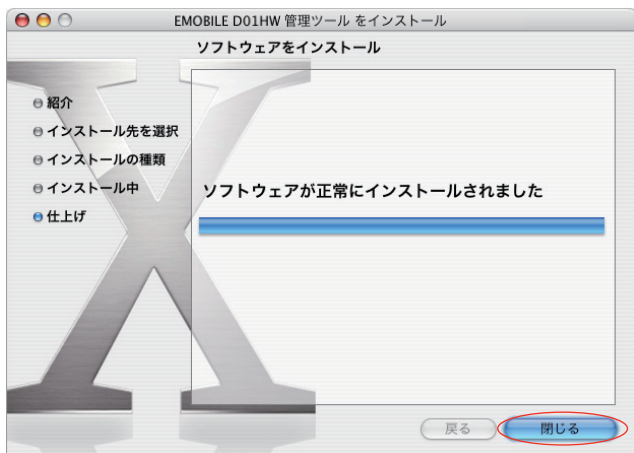 EMOBILE D01HW 管理ツール をインストール
ソフトウェアをインストール
紹介
インストール先を選択
インストールの種類
インストール中
仕上げ
ソフトウェアが正常にインストールされました
戻る
閉じる